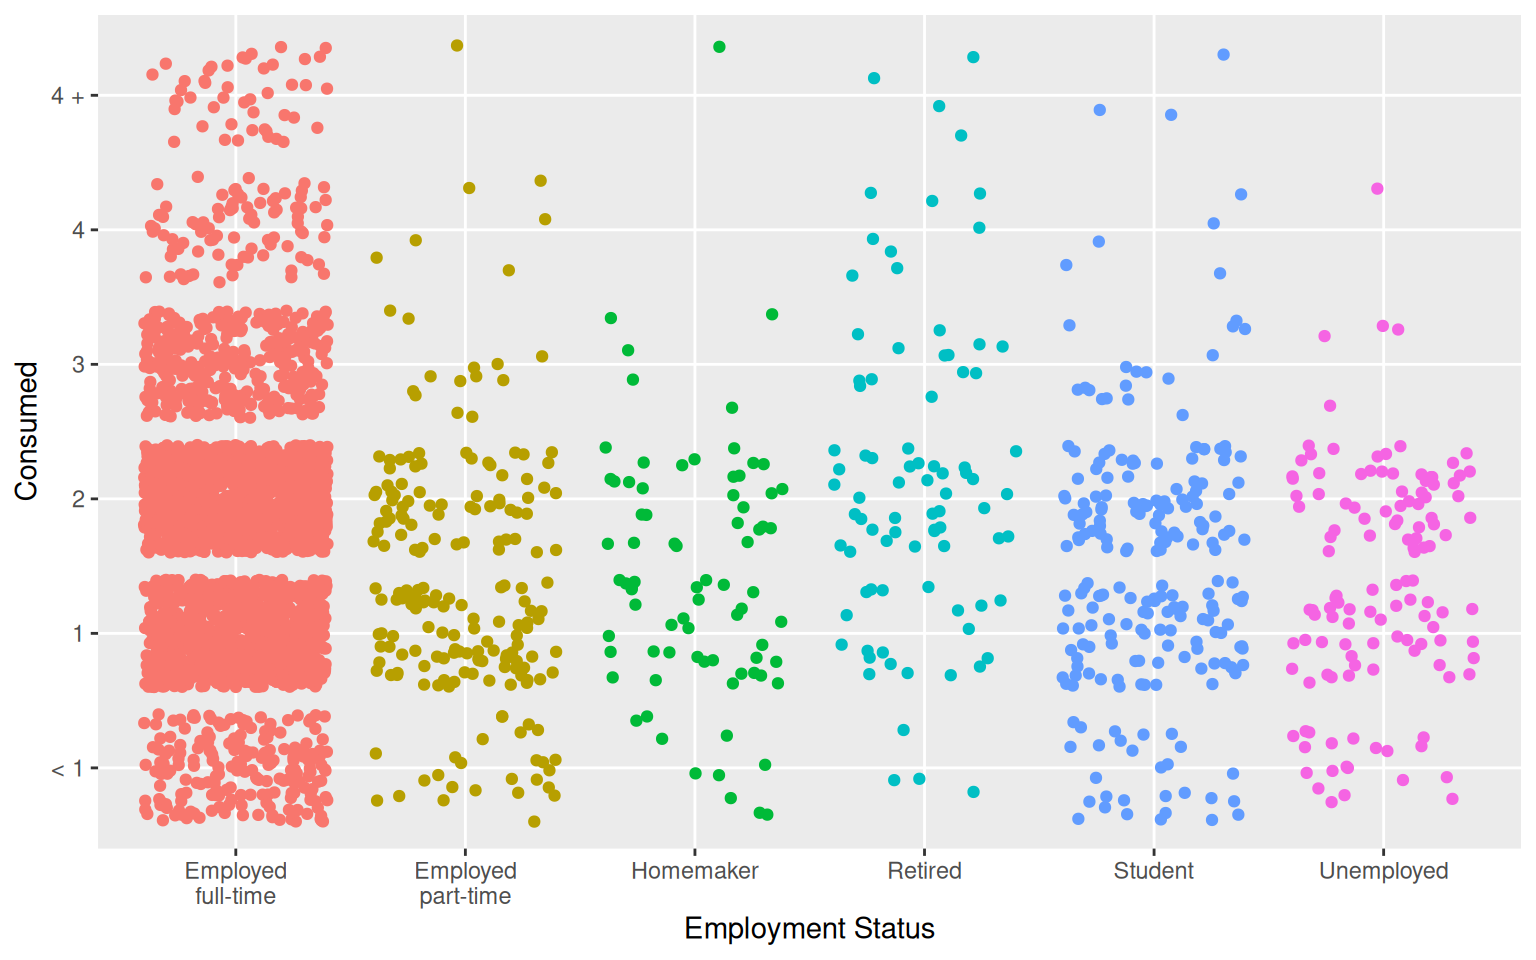 4 +
4
3
2
1
< 1
Consumed
Employed full-time
Employed part-time
Homemaker
Retired
Student
Unemployed
Employment Status